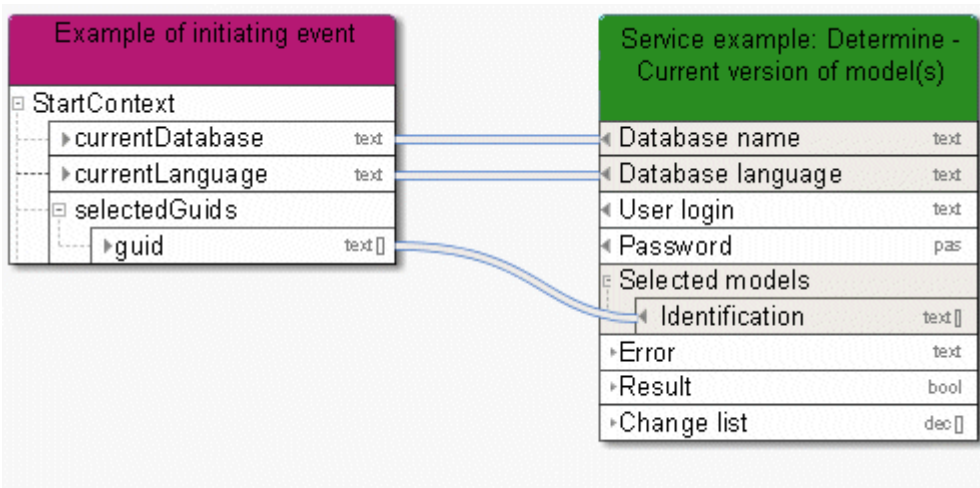 Example of initiating event
StartContext
currentDatabase text
currentLanguage text
selectedGuids
guid text[]
Service example: Determine -
Current version of model(s)
Database name text
Database language text
User login text
Password pas
Selected models
Identification text[]
Error text
Result bool
Change list dec[]